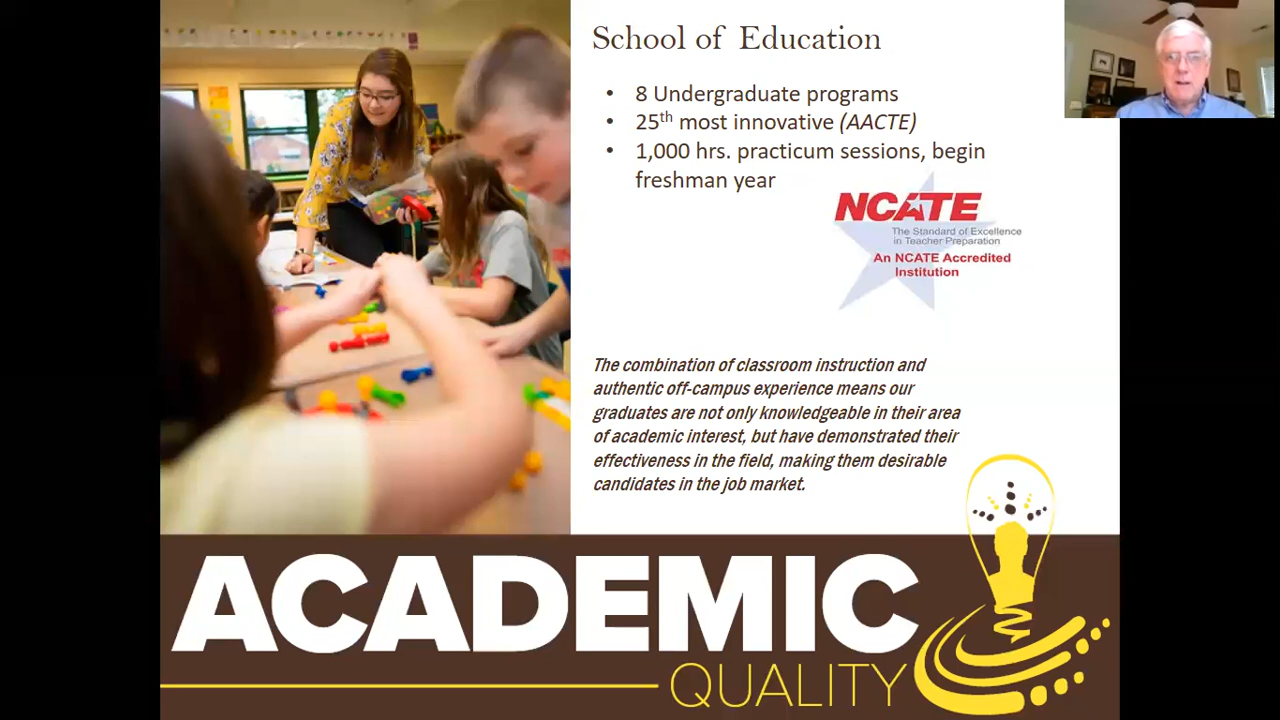 School of Education
• 8 Undergraduate programs
• 25th most innovative (AACTE)
• 1,000 hrs. practicum sessions, begin
freshman year
NCATE
The Standard of Excellence
in Teacher Preparation
An NCATE Accredited
Institution
The combination of classroom instruction and
authentic off-campus experience means our
graduates are not only knowledgeable in their area
of academic interest, but have demonstrated their
effectiveness in the field, making them desirable
candidates in the job market.
ACADEMIC
QUALITY